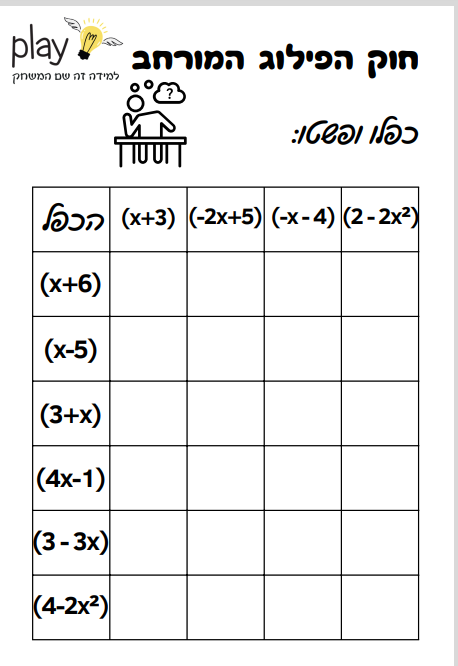 play
למידה זה שם המשחק
חוק הפילוג המורחב
?
כפלו ופשטו:
הכפל (x+3) (-2x+5) (-x - 4) (2 - 2x²)
(x+6)
(x-5)
(3+x)
(4x-1)
(3 - 3x)
(4-2x²)